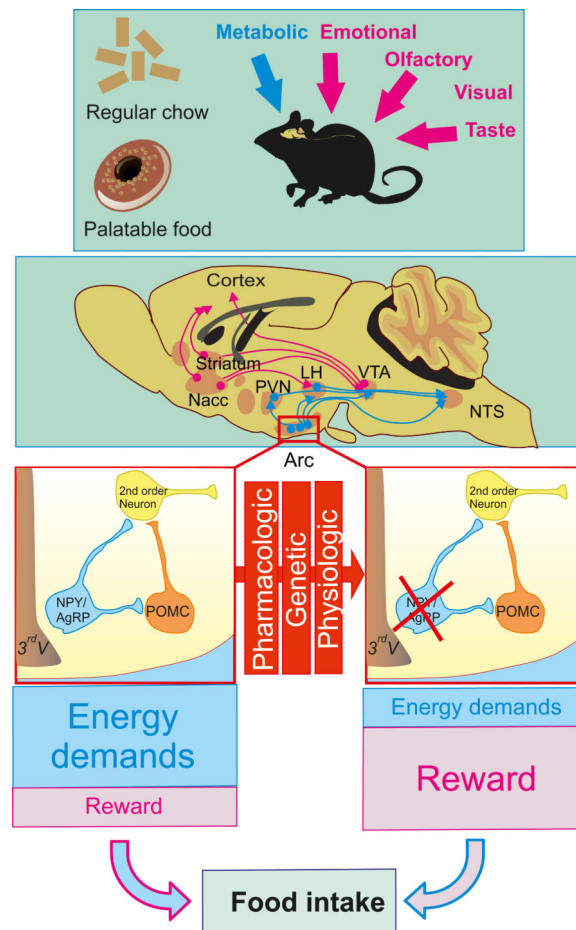 Metabolic
Emotional
Olfactory
Visual
Taste
Regular chow
Palatable food
Cortex
Striatum
Nacc
PVN
LH
VTA
NTS
Arc
2nd order
Neuron
NPY/
AgRP
POMC
3rd V
Pharmacologic
Genetic
Physiologic
2nd order
Neuron
NPY/
AgRP
POMC
3rd V
Energy
demands
Reward
Energy demands
Reward
Food intake